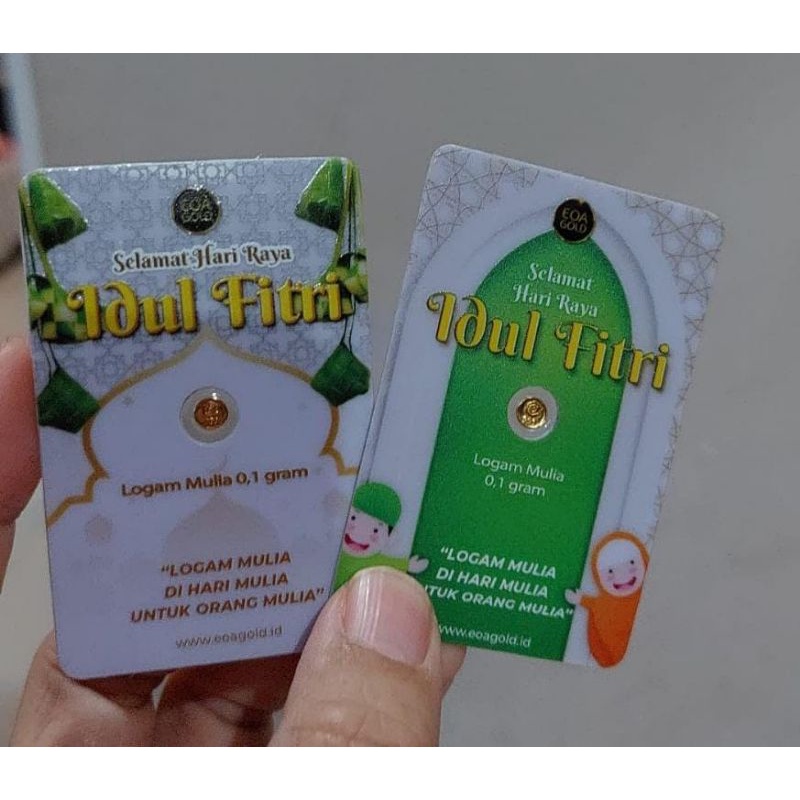 EOA
GOLD
Selamat Hari Raya
Idul Fitri
Logam Mulia 0,1 gram
"LOGAM MULIA
DI HARI MULIA
UNTUK ORANG MULIA"
www.eoagold.id
EOA
GOLD
Selamat
Hari Raya
Idul Fitri
Logam Mulia
0,1 gram
"LOGAM MULIA
DI HARI MULIA
UNTUK ORANG MULIA"
www.eoagold.id